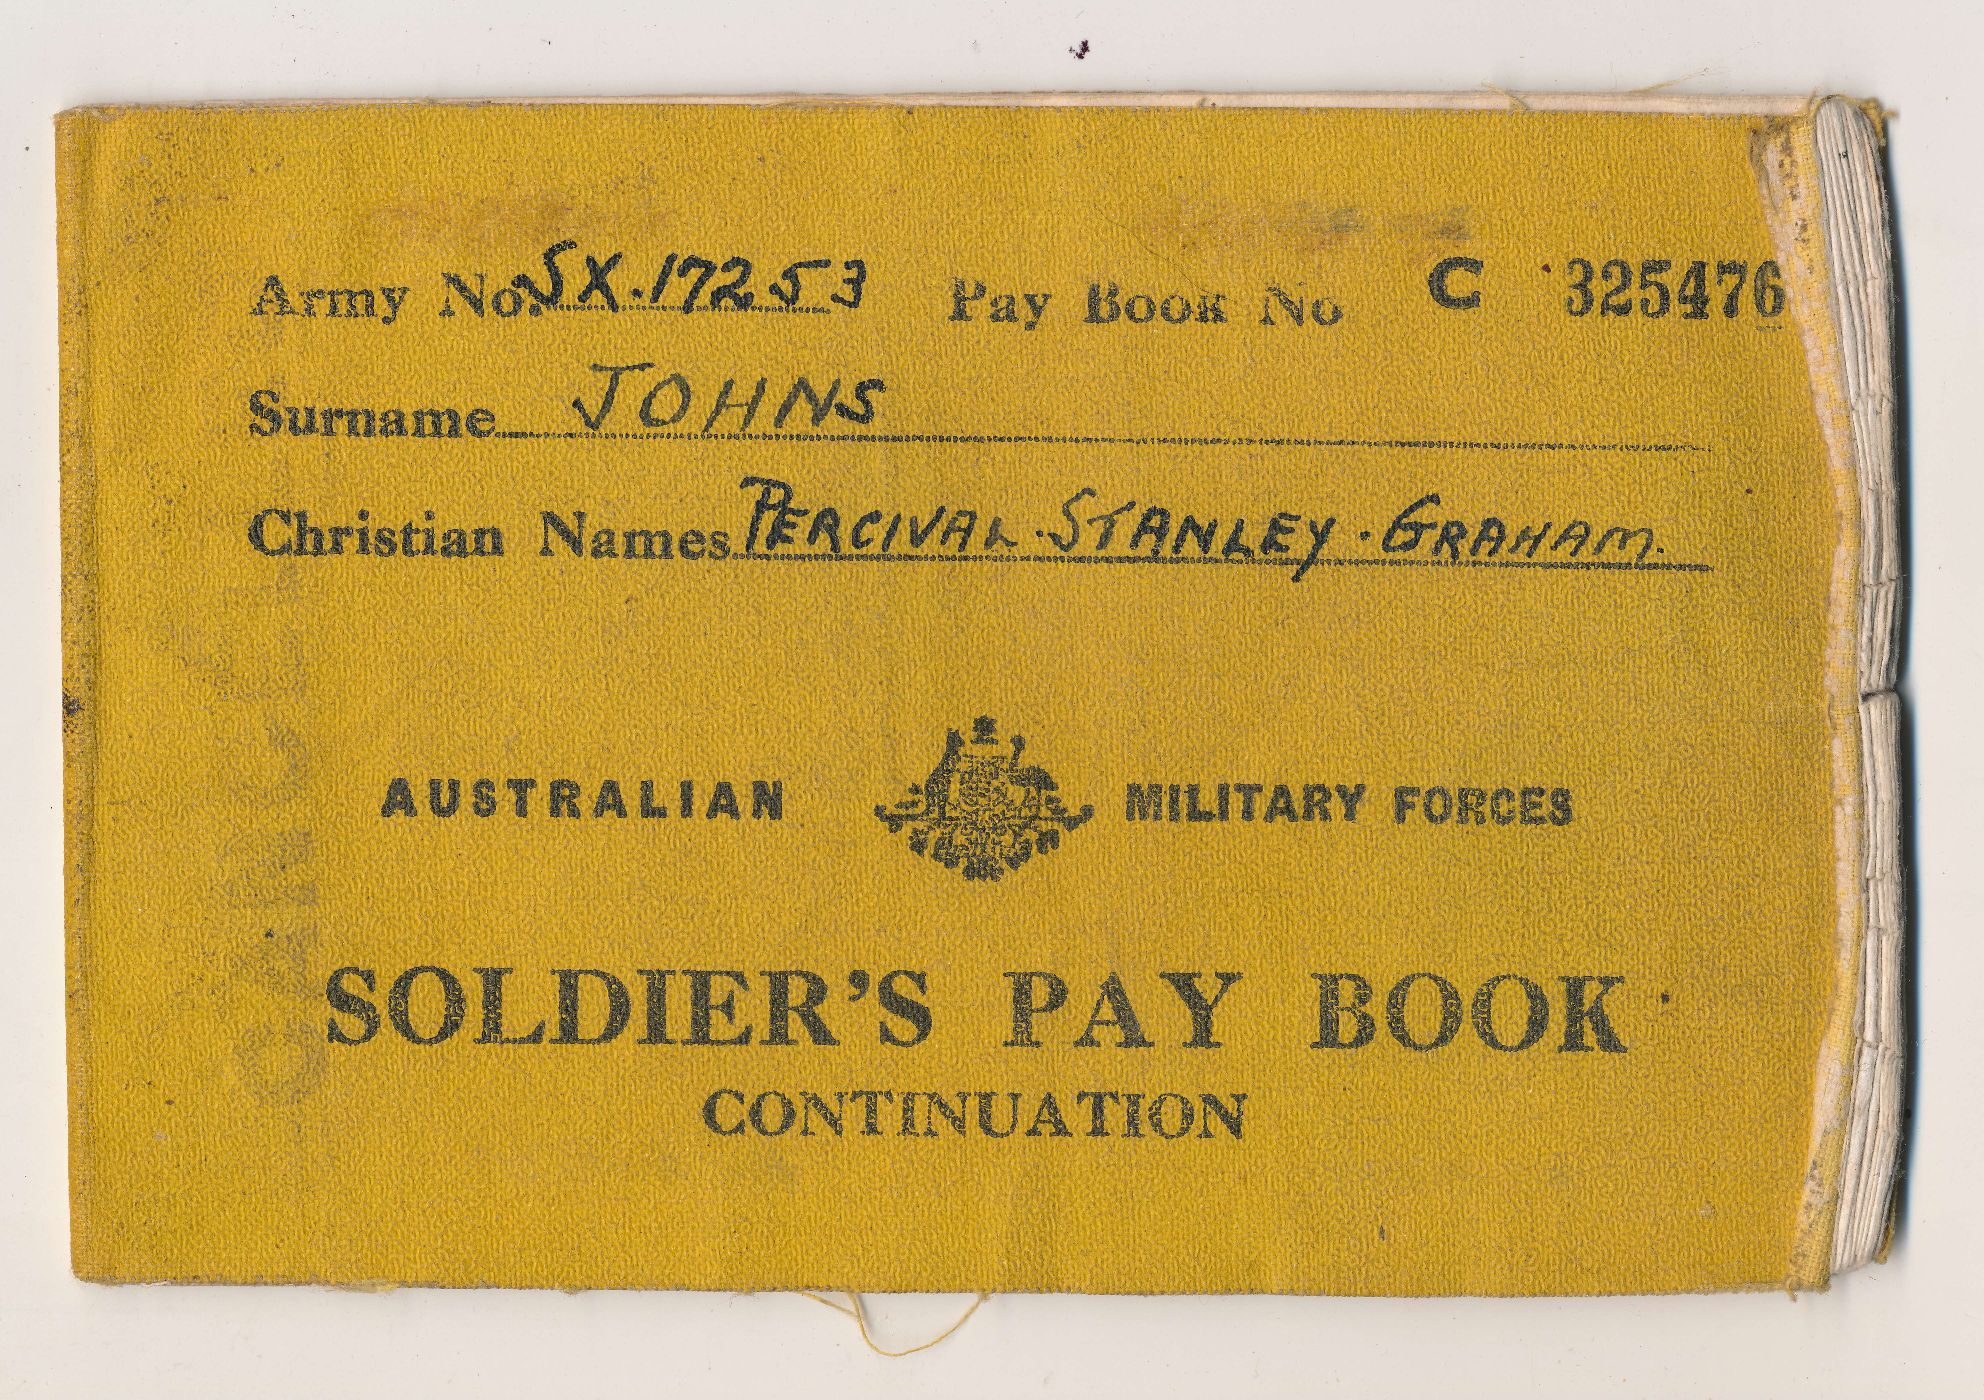 Army No. SX.17253 Pay Book No C 325476
Surname JOHNS
Christian Names PERCIVAL.STANLEY.GRAHAM.
AUSTRALIAN MILITARY FORCES
SOLDIER'S PAY BOOK
CONTINUATION